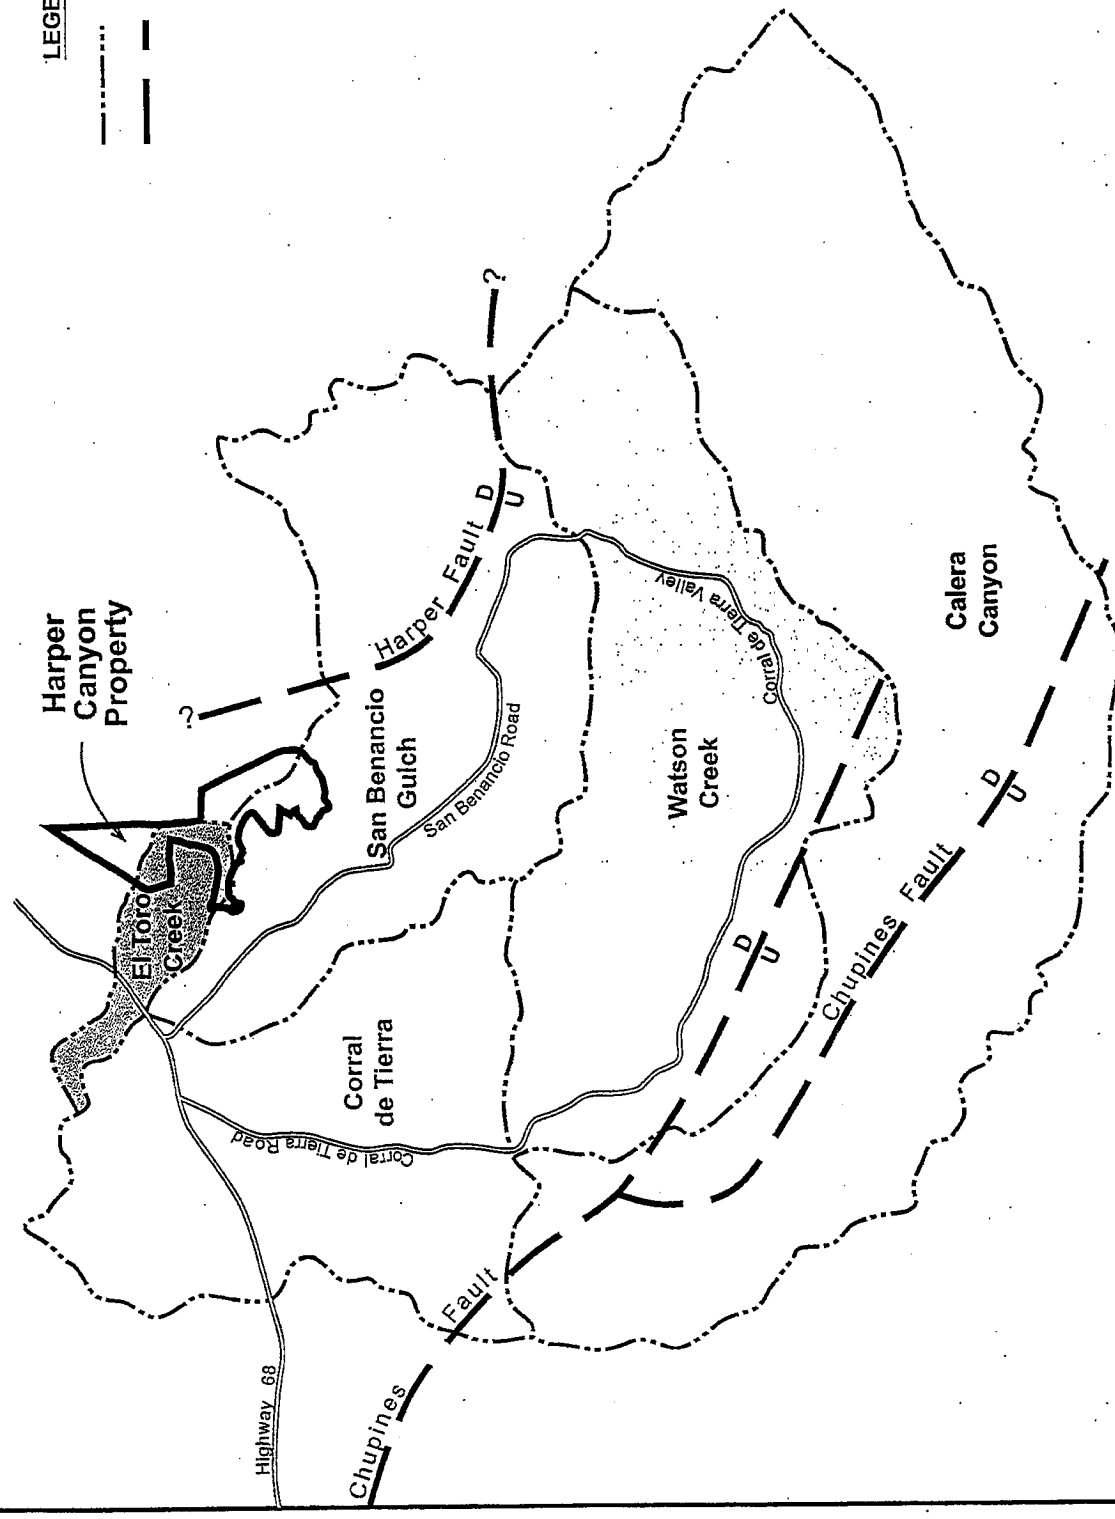 LEGE
Harper
Canyon
Property
?
?
El Toro
Creek
Harper Fault
D
U
San Benancio
Gulch
San Benancio Road
Corral
de Tierra
Corral de Tierra Road
Corral de Tierra Valley
Watson
Creek
Calera
Canyon
D
U
D
U
Chupines Fault
Chupines Fault
Highway 68